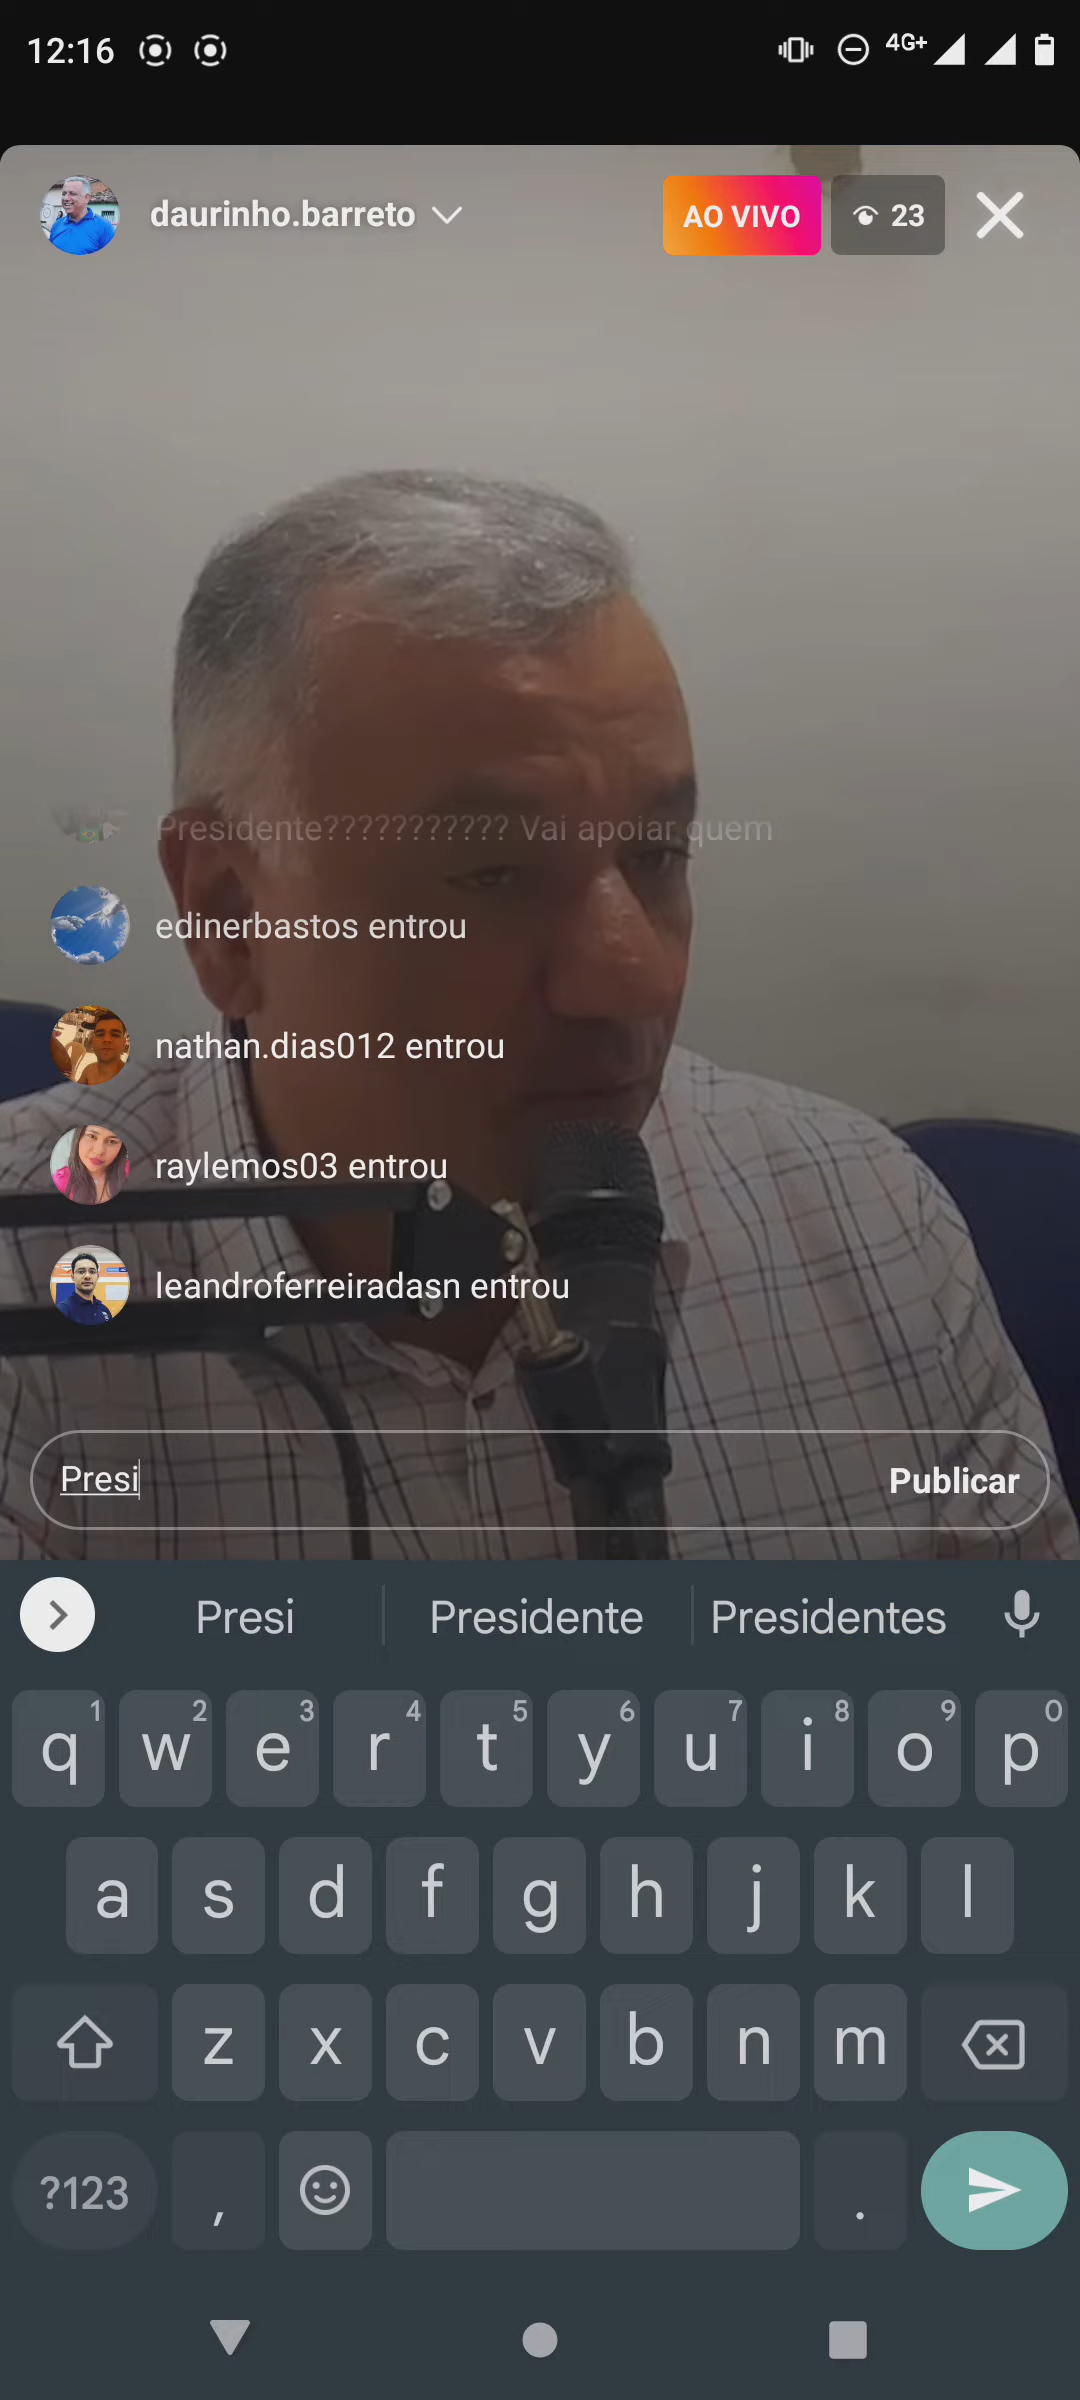 12:16 4G+
daurinho.barreto AO VIVO 23
Presidente??????????? Vai apoiar quem
edinerbastos entrou
nathan.dias012 entrou
raylemos03 entrou
leandroferreiradasn entrou
Presi Publicar
Presi Presidente Presidentes
1 2 3 4 5 6 7 8 9 0
q w e r t y u i o p
a s d f g h j k l
z x c v b n m
?123 , .